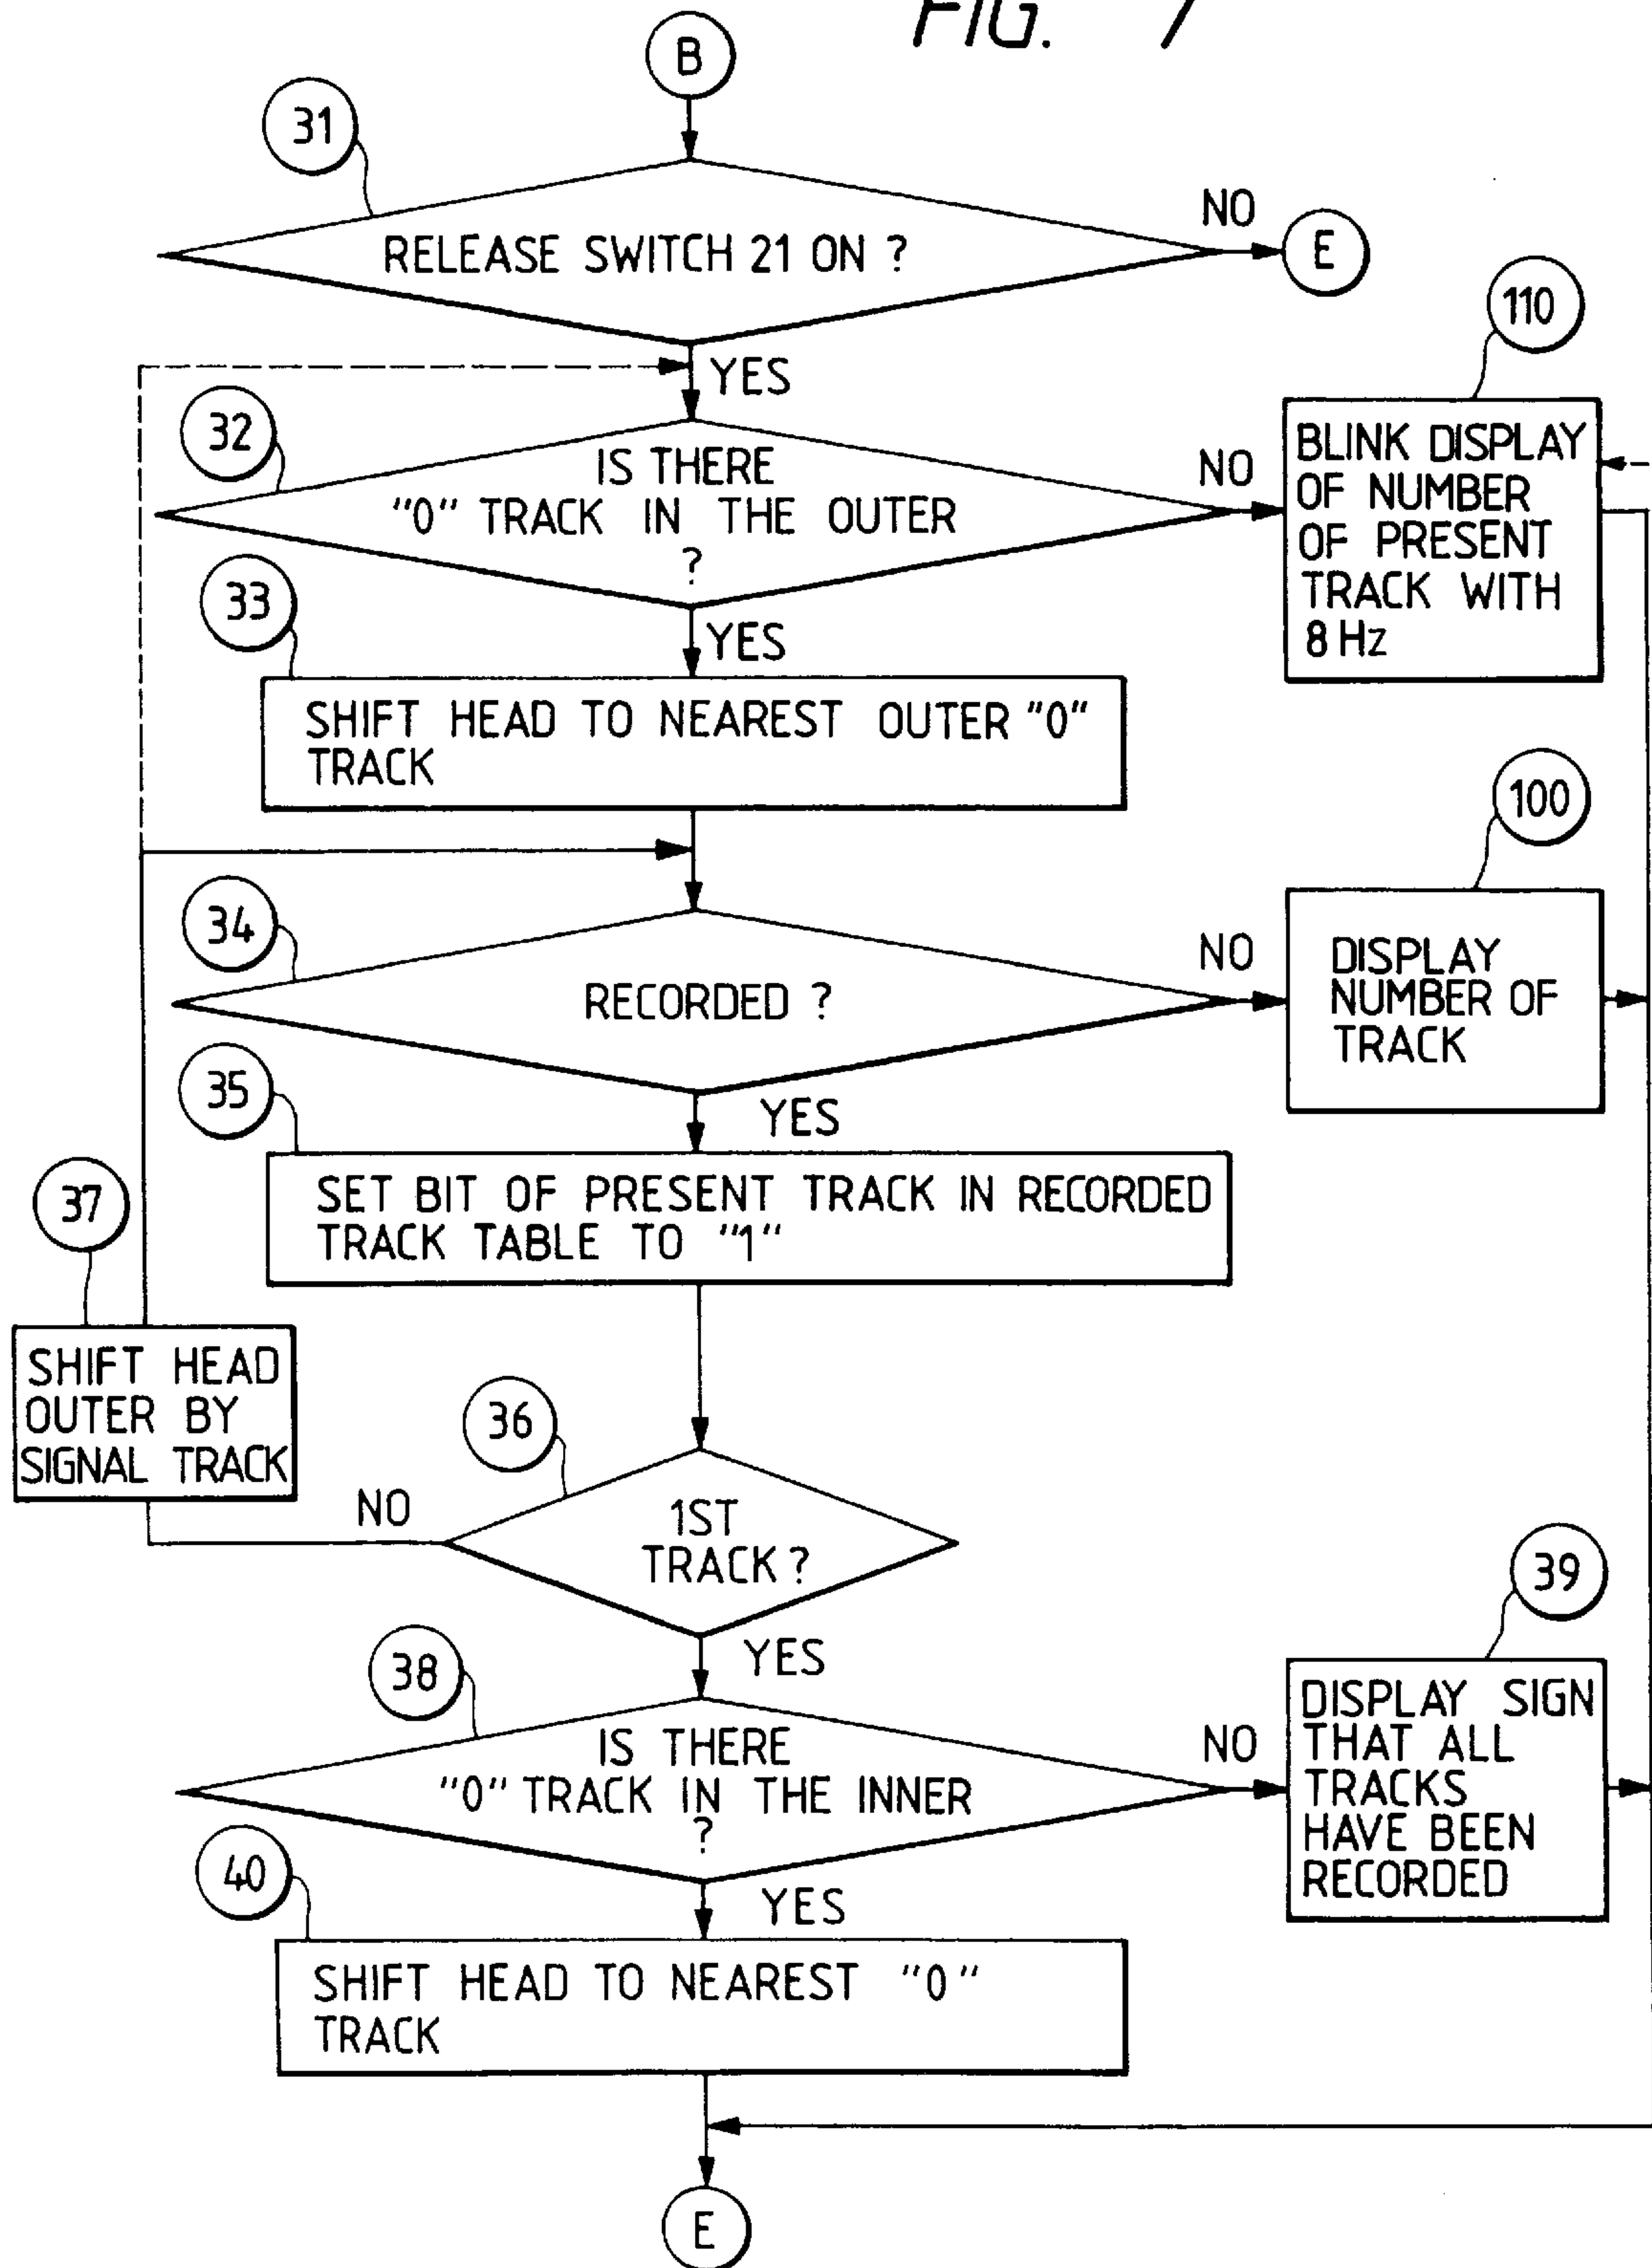 FIG. 7
B
31
RELEASE SWITCH 21 ON ?
NO
E
YES
32
IS THERE
"0" TRACK IN THE OUTER
?
NO
110
BLINK DISPLAY
OF NUMBER
OF PRESENT
TRACK WITH
8 Hz
YES
33
SHIFT HEAD TO NEAREST OUTER "0"
TRACK
34
RECORDED ?
NO
100
DISPLAY
NUMBER OF
TRACK
YES
35
SET BIT OF PRESENT TRACK IN RECORDED
TRACK TABLE TO "1"
37
SHIFT HEAD
OUTER BY
SIGNAL TRACK
36
1ST
TRACK ?
NO
YES
38
IS THERE
"0" TRACK IN THE INNER
?
NO
39
DISPLAY SIGN
THAT ALL
TRACKS
HAVE BEEN
RECORDED
YES
40
SHIFT HEAD TO NEAREST "0"
TRACK
E